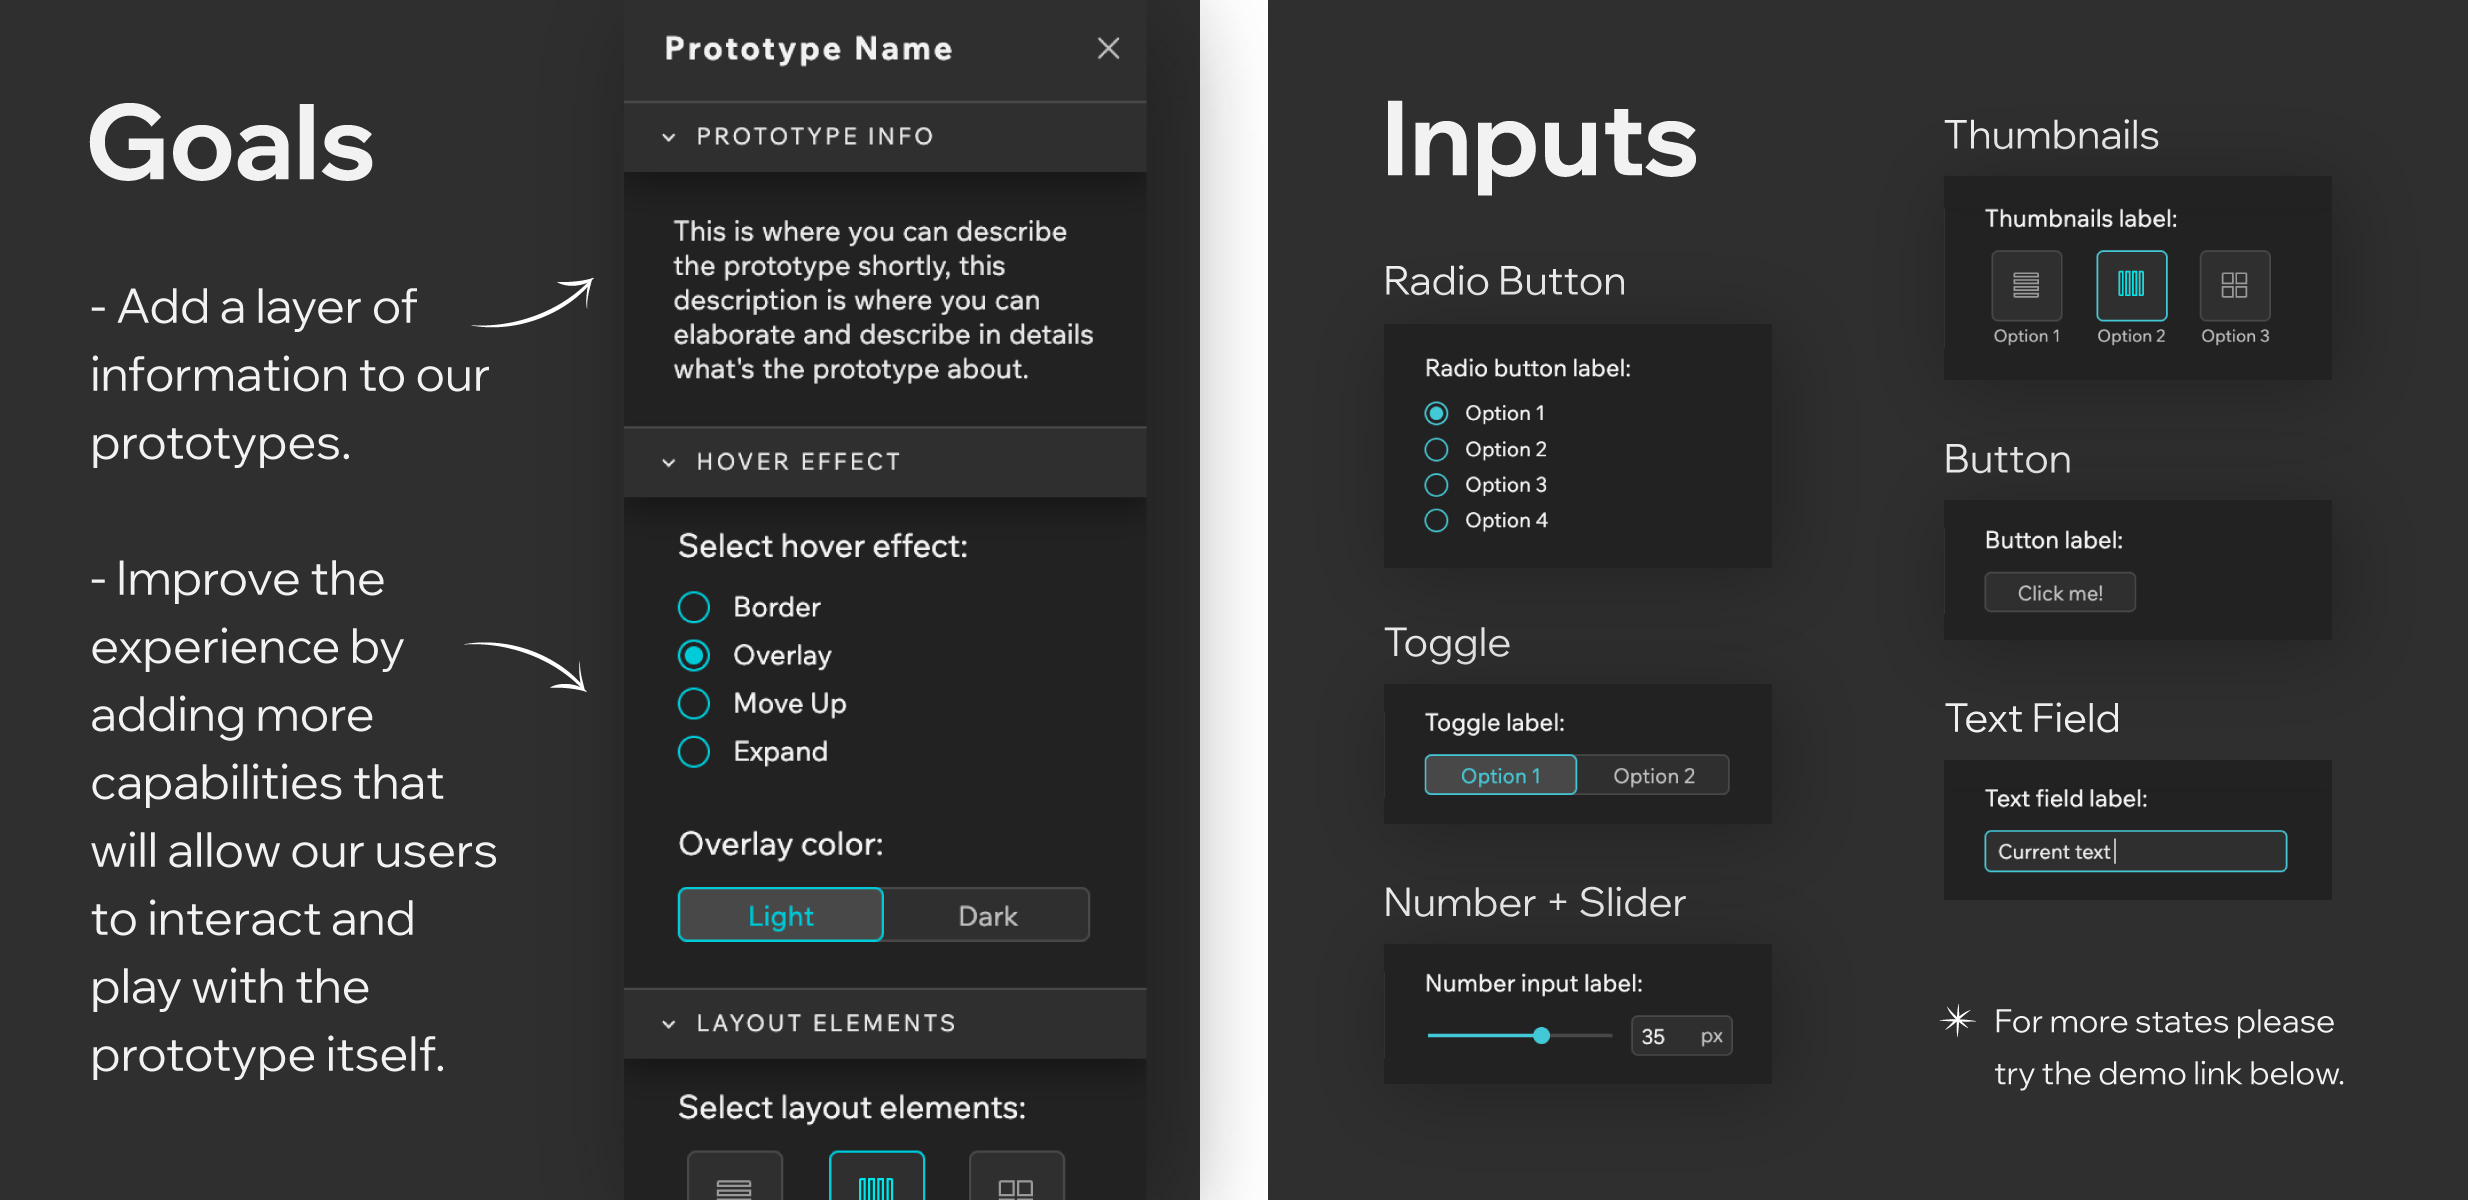 Goals
- Add a layer of
information to our
prototypes.
- Improve the
experience by
adding more
capabilities that
will allow our users
to interact and
play with the
prototype itself.
Prototype Name
PROTOTYPE INFO
This is where you can describe
the prototype shortly, this
description is where you can
elaborate and describe in details
what's the prototype about.
HOVER EFFECT
Select hover effect:
Border
Overlay
Move Up
Expand
Overlay color:
Light Dark
LAYOUT ELEMENTS
Select layout elements:
Inputs
Radio Button
Radio button label:
Option 1
Option 2
Option 3
Option 4
Toggle
Toggle label:
Option 1 Option 2
Number + Slider
Number input label:
35 px
Thumbnails
Thumbnails label:
Option 1 Option 2 Option 3
Button
Button label:
Click me!
Text Field
Text field label:
Current text
For more states please
try the demo link below.